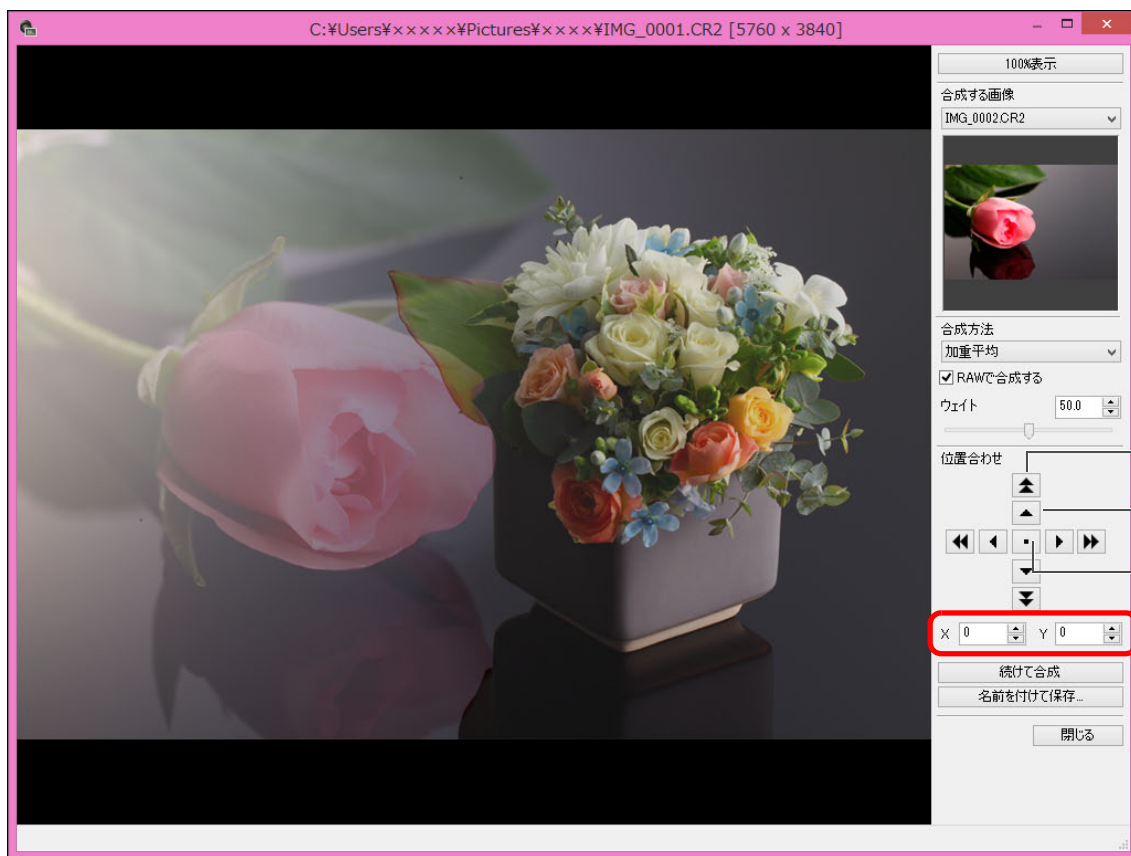 C:¥Users¥×××××¥Pictures¥××××¥IMG_0001.CR2 [5760 x 3840]
100%表示
合成する画像
IMG_0002.CR2
合成方法
加重平均
RAWで合成する
ウェイト 50.0
位置合わせ
X 0 Y 0
続けて合成
名前を付けて保存...
閉じる